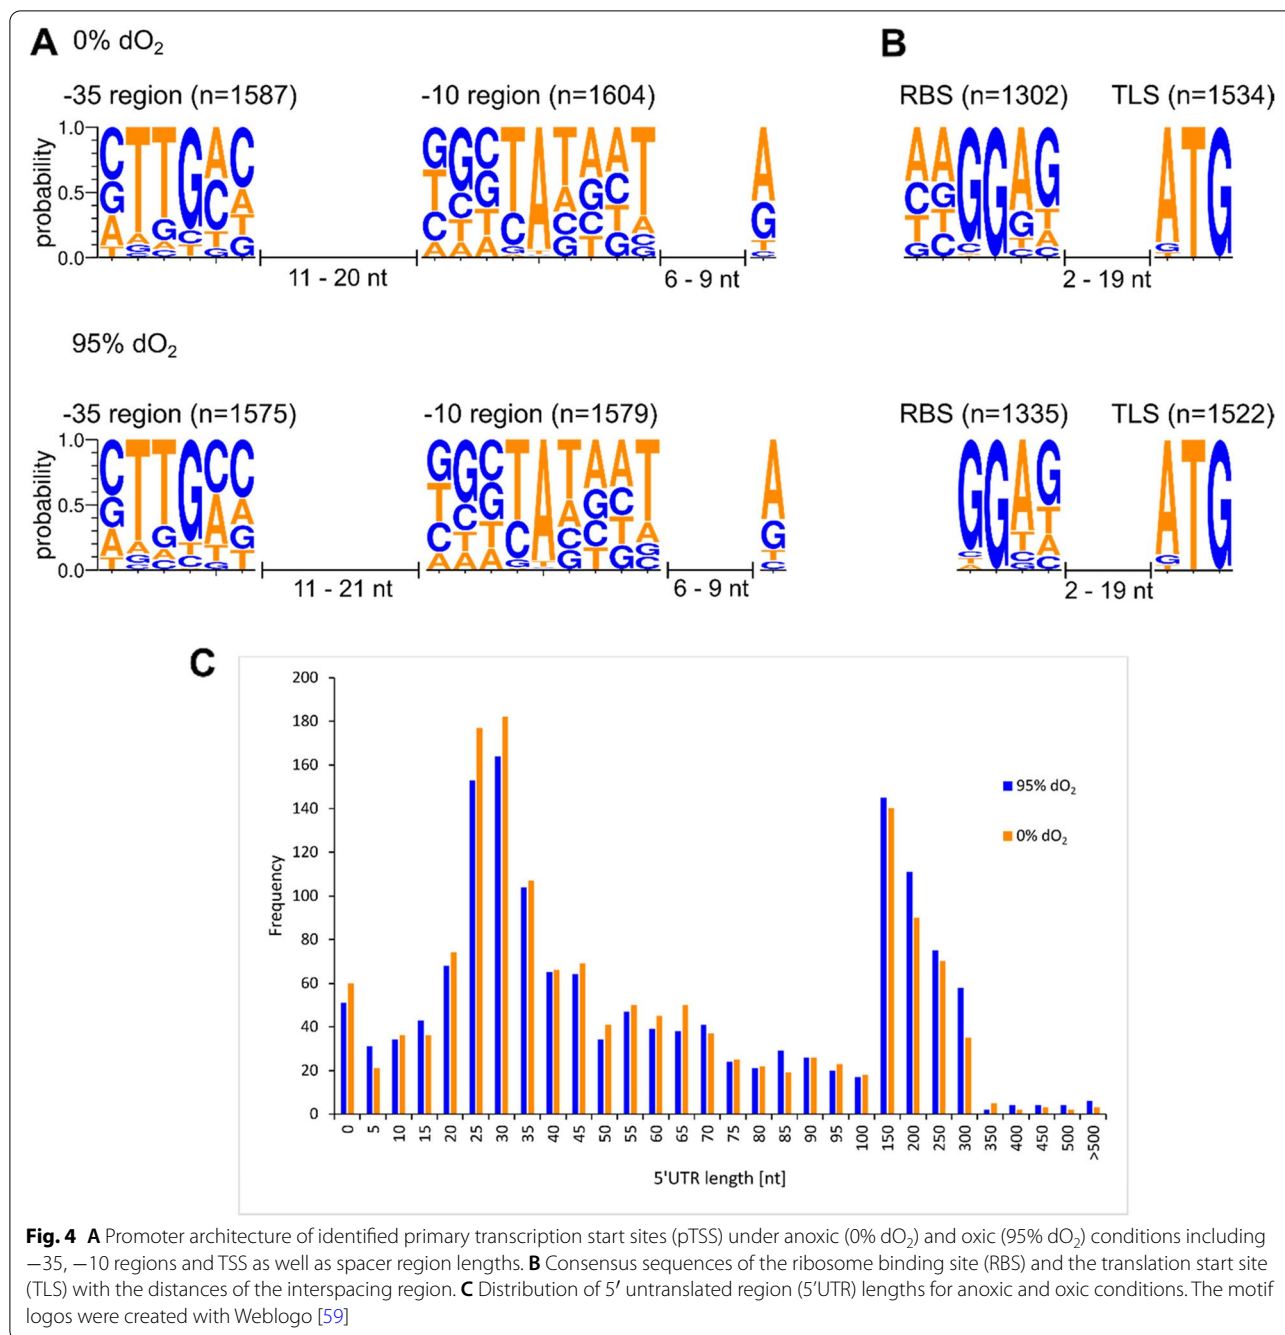 A 0% dO₂
B
-35 region (n=1587)
-10 region (n=1604)
RBS (n=1302)
TLS (n=1534)
probability
1.0
0.5
0.0
11 - 20 nt
6 - 9 nt
2 - 19 nt
95% dO₂
-35 region (n=1575)
-10 region (n=1579)
RBS (n=1335)
TLS (n=1522)
probability
1.0
0.5
0.0
11 - 21 nt
6 - 9 nt
2 - 19 nt
C
200
180
160
140
120
100
80
60
40
20
0
Frequency
95% dO₂
0% dO₂
0 5 10 15 20 25 30 35 40 45 50 55 60 65 70 75 80 85 90 95 100 150 200 250 300 350 400 450 500 >500
5'UTR length [nt]
Fig. 4 A Promoter architecture of identified primary transcription start sites (pTSS) under anoxic (0% dO₂) and oxic (95% dO₂) conditions including
−35, −10 regions and TSS as well as spacer region lengths. B Consensus sequences of the ribosome binding site (RBS) and the translation start site
(TLS) with the distances of the interspacing region. C Distribution of 5′ untranslated region (5′UTR) lengths for anoxic and oxic conditions. The motif
logos were created with Weblogo [59]